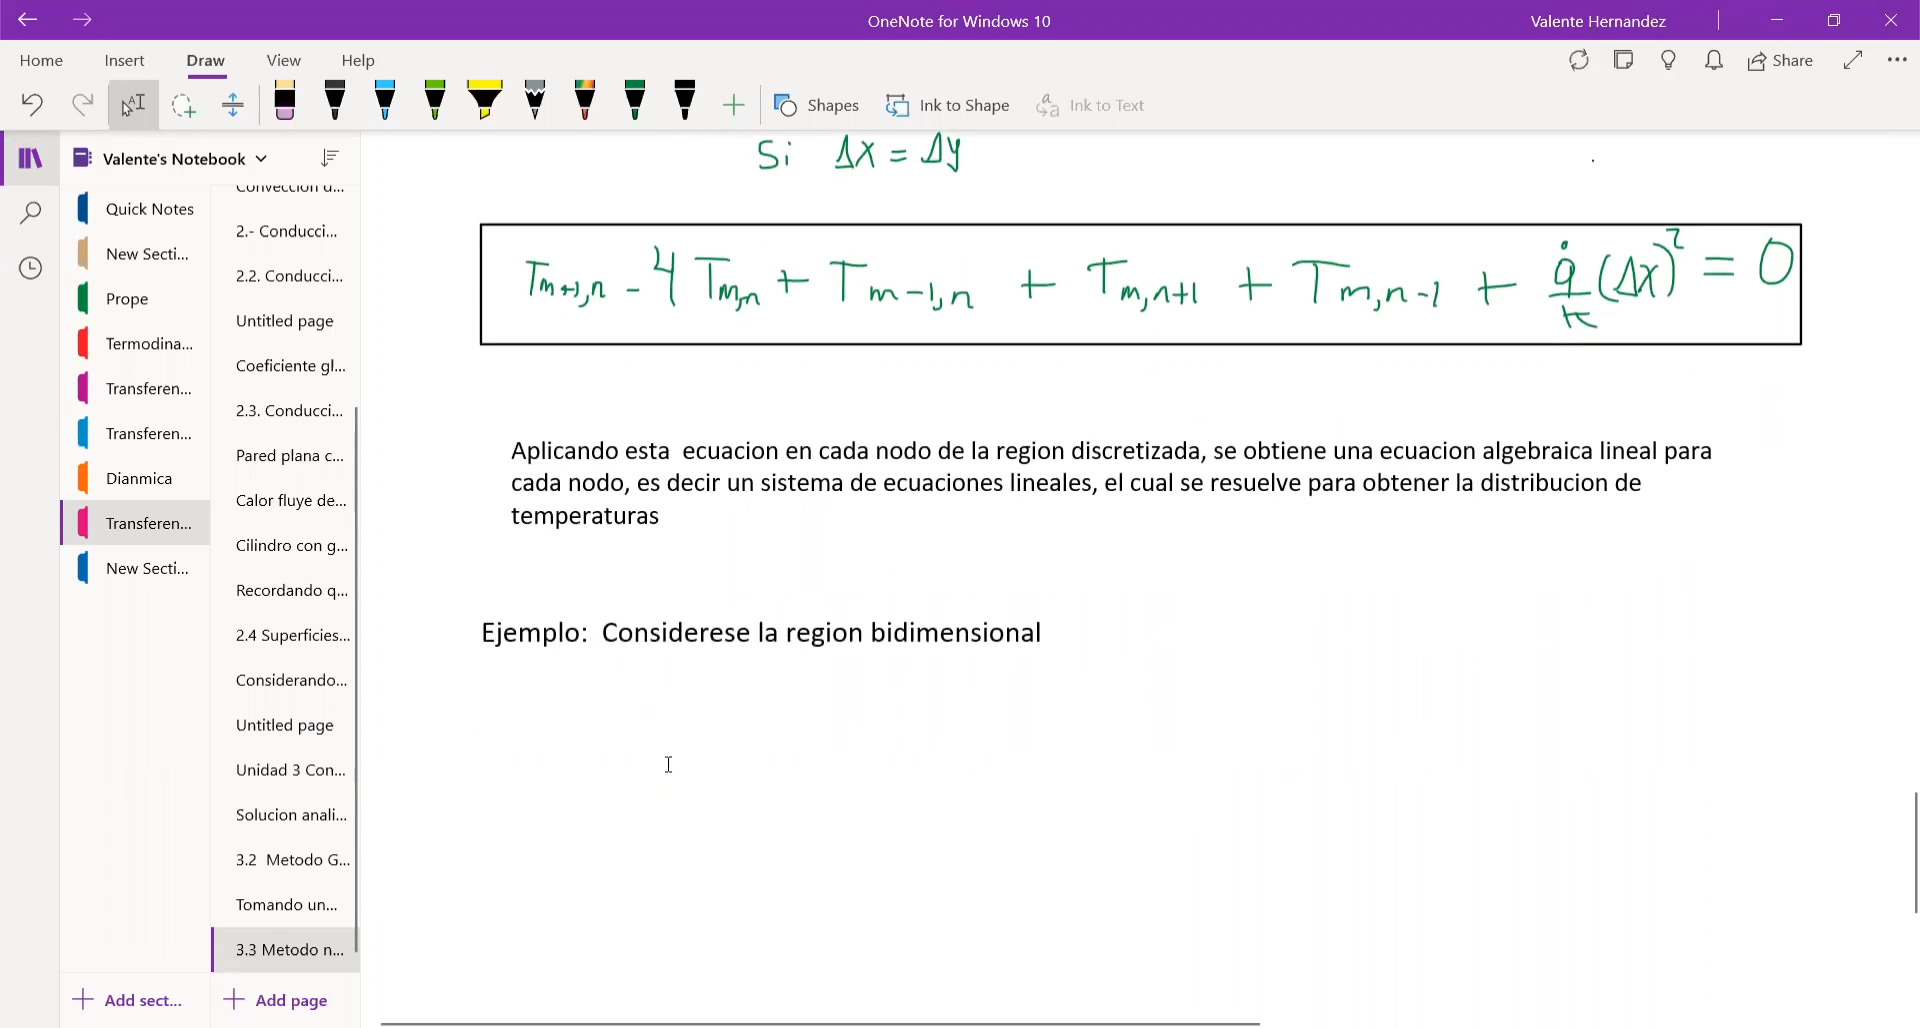 OneNote for Windows 10
Valente Hernandez
Home Insert Draw View Help
Share
Shapes Ink to Shape Ink to Text
Valente's Notebook
Quick Notes
New Secti...
Prope
Termodina...
Transferen...
Transferen...
Dianmica
Transferen...
New Secti...
Add sect...
Conveccion d...
2.- Conducci...
2.2. Conducci...
Untitled page
Coeficiente gl...
2.3. Conducci...
Pared plana c...
Calor fluye de...
Cilindro con g...
Recordando q...
2.4 Superficies...
Considerando...
Untitled page
Unidad 3 Con...
Solucion anali...
3.2 Metodo G...
Tomando un...
3.3 Metodo n...
Add page
Si Δx = Δy
T_{m+1,n} - 4 T_{m,n} + T_{m-1,n} + T_{m,n+1} + T_{m,n-1} + q̇/k (Δx)² = 0
Aplicando esta ecuacion en cada nodo de la region discretizada, se obtiene una ecuacion algebraica lineal para
cada nodo, es decir un sistema de ecuaciones lineales, el cual se resuelve para obtener la distribucion de
temperaturas
Ejemplo: Considerese la region bidimensional